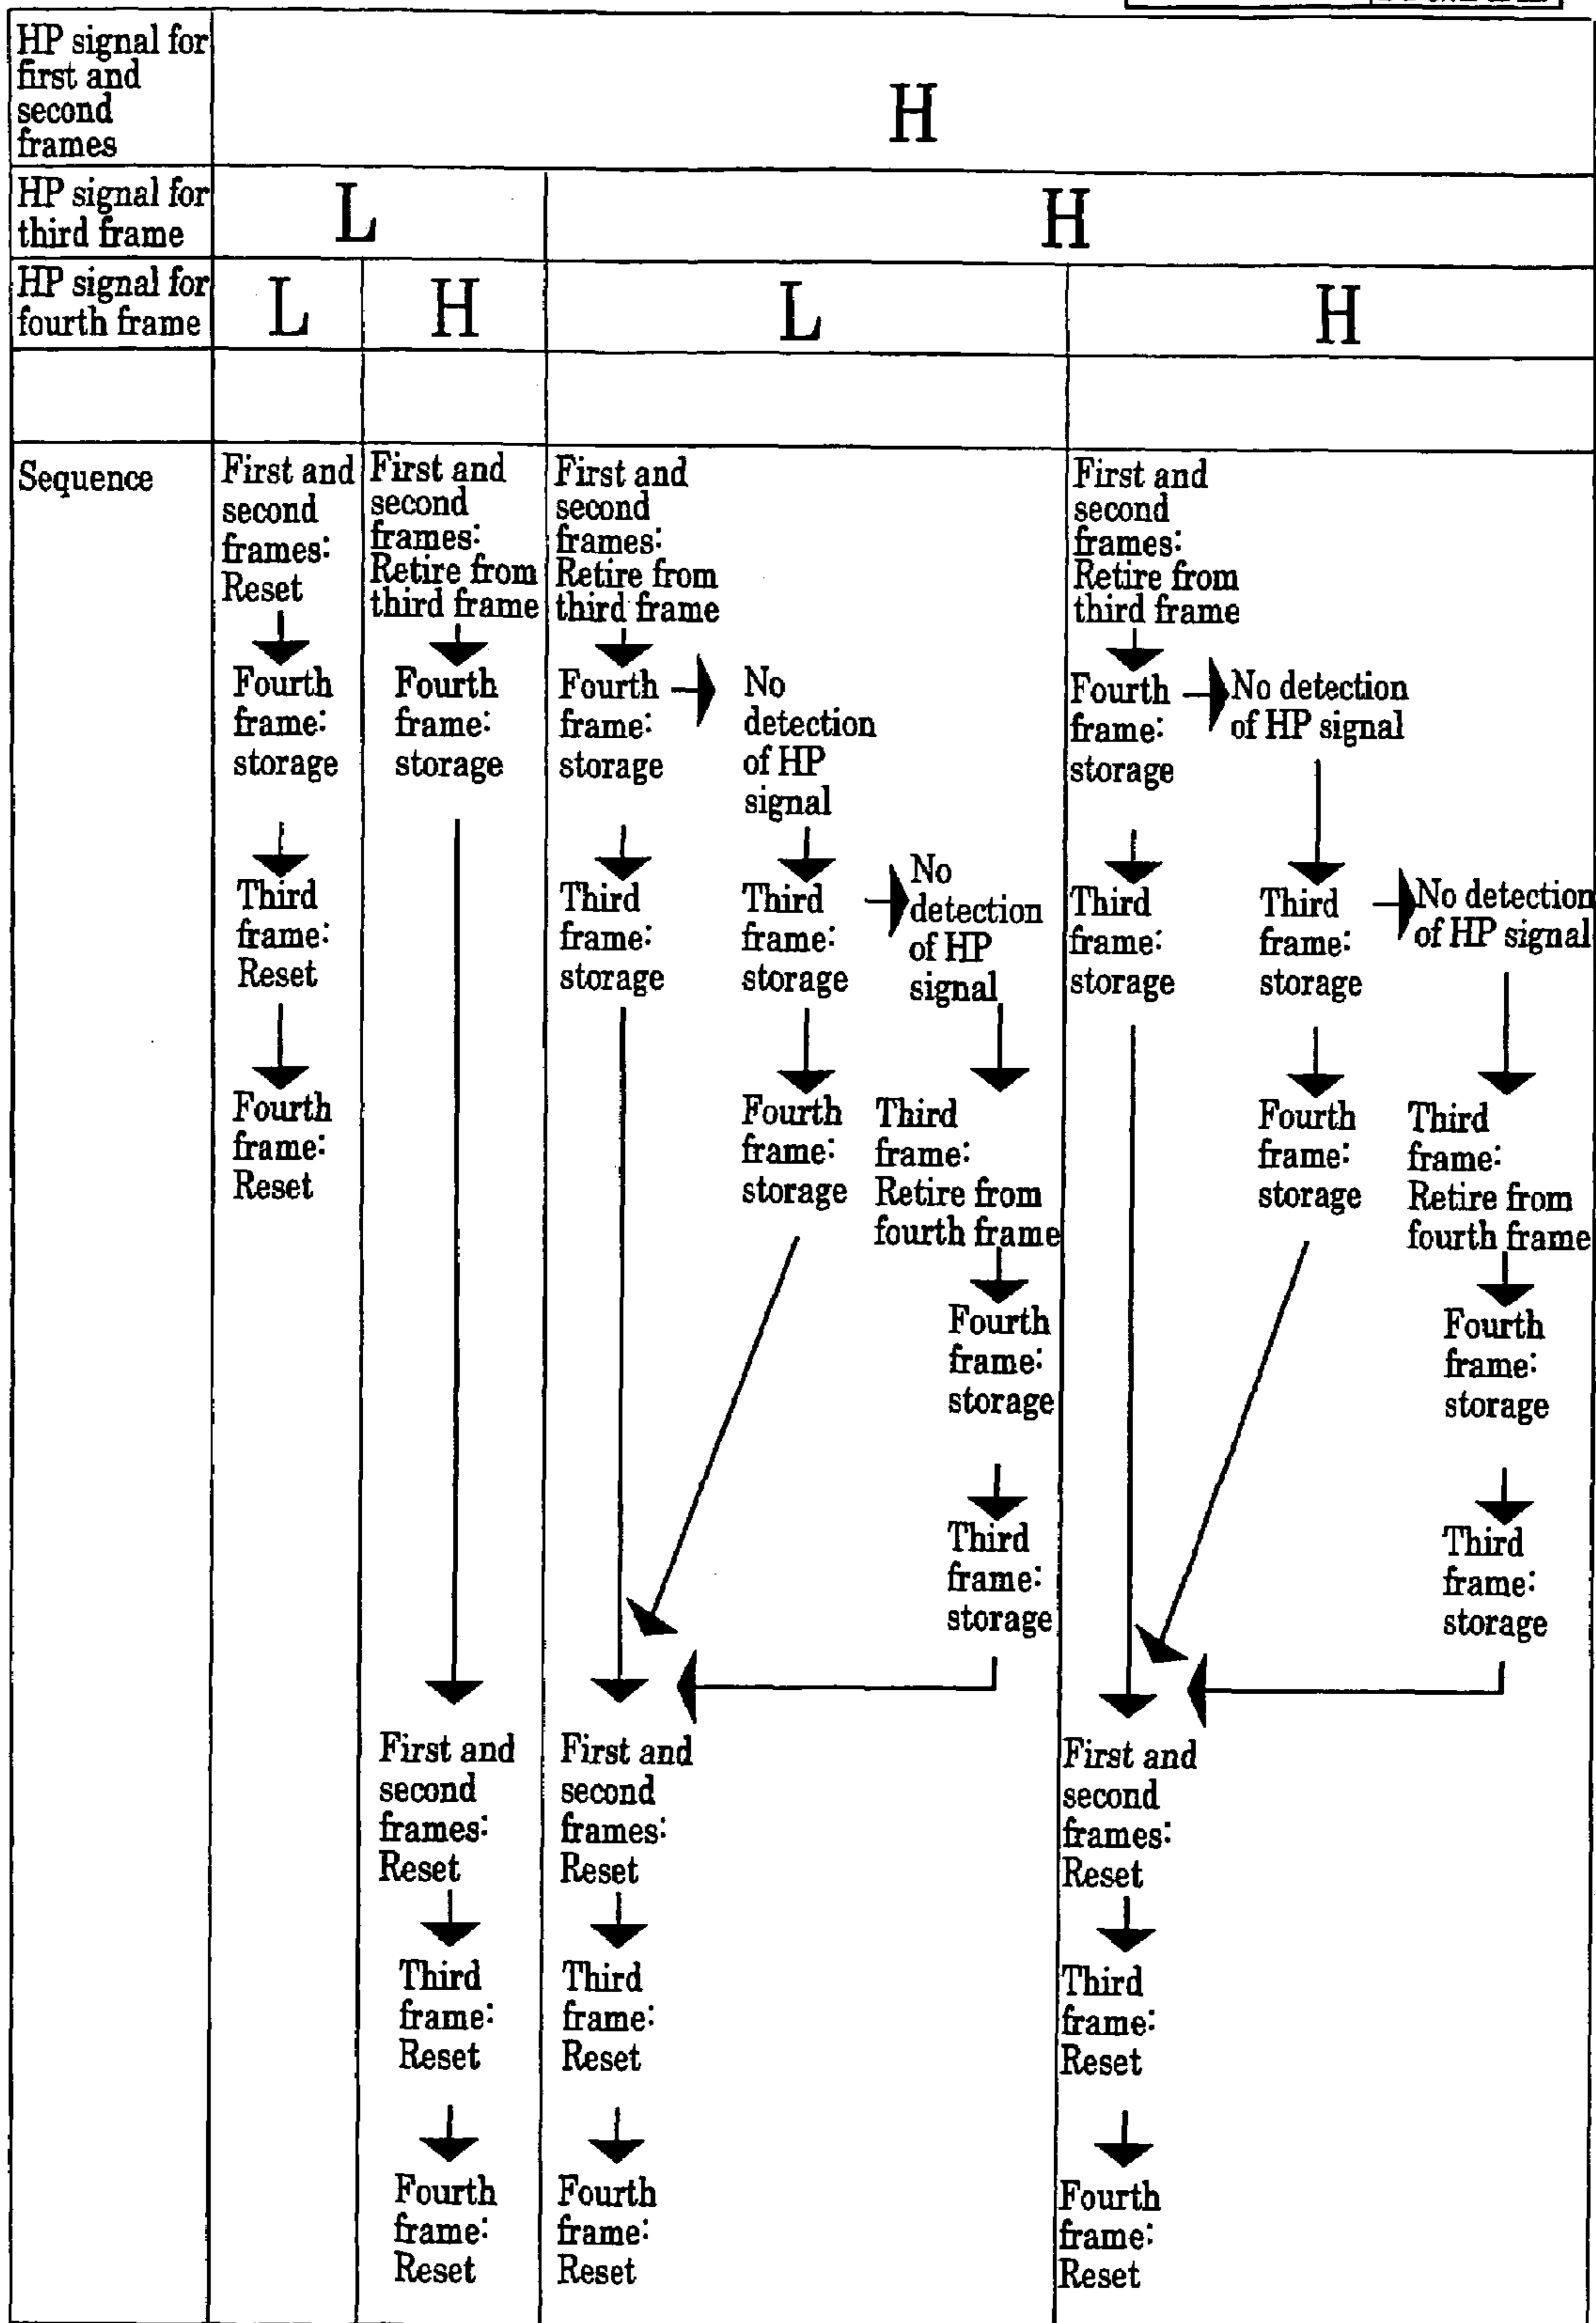 HP signal for
first and
second
frames
H
HP signal for
third frame
L
H
HP signal for
fourth frame
L
H
L
H
Sequence
First and
second
frames:
Reset
Fourth
frame:
storage
Third
frame:
Reset
Fourth
frame:
Reset
First and
second
frames:
Retire from
third frame
Fourth
frame:
storage
First and
second
frames:
Reset
Third
frame:
Reset
Fourth
frame:
Reset
First and
second
frames:
Retire from
third frame
Fourth
frame:
storage
Third
frame:
storage
First and
second
frames:
Reset
Third
frame:
Reset
Fourth
frame:
Reset
No
detection
of HP
signal
Third
frame:
storage
Fourth
frame:
storage
No
detection
of HP
signal
Third
frame:
Retire from
fourth frame
Fourth
frame:
storage
Third
frame:
storage
First and
second
frames:
Retire from
third frame
Fourth
frame:
storage
Third
frame:
storage
First and
second
frames:
Reset
Third
frame:
Reset
Fourth
frame:
Reset
No detection
of HP signal
Third
frame:
storage
Fourth
frame:
storage
No detection
of HP signal
Third
frame:
Retire from
fourth frame
Fourth
frame:
storage
Third
frame:
storage